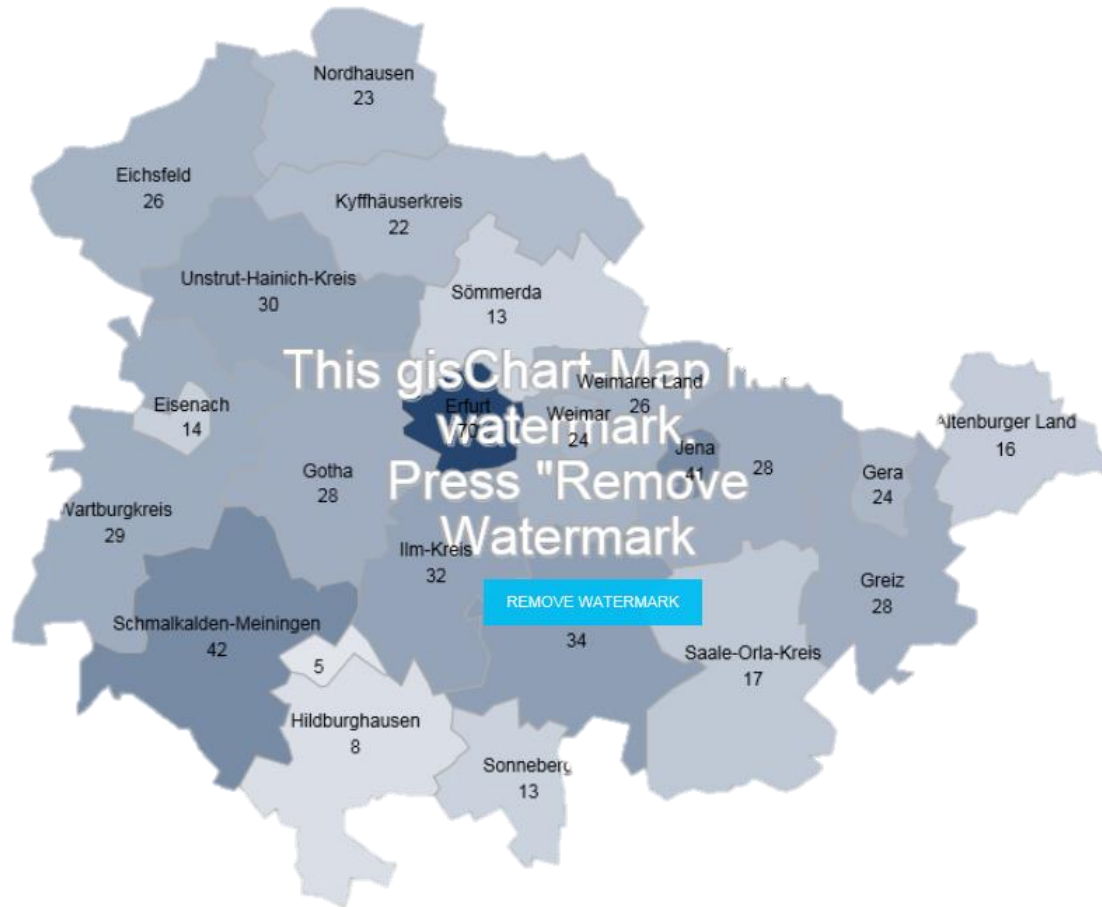 Nordhausen
23
Eichsfeld
26
Kyffhäuserkreis
22
Unstrut-Hainich-Kreis
30
Sömmerda
13
This gisChart-Map
watermark.
Press "Remove
Watermark
REMOVE WATERMARK
Weimarer Land
26
Eisenach
14
Erfurt
70
Weimar
24
Jena
41
28
Gera
24
Altenburger Land
16
Gotha
28
Wartburgkreis
29
Ilm-Kreis
32
Greiz
28
Schmalkalden-Meiningen
42
34
Saale-Orla-Kreis
17
5
Hildburghausen
8
Sonneberg
13